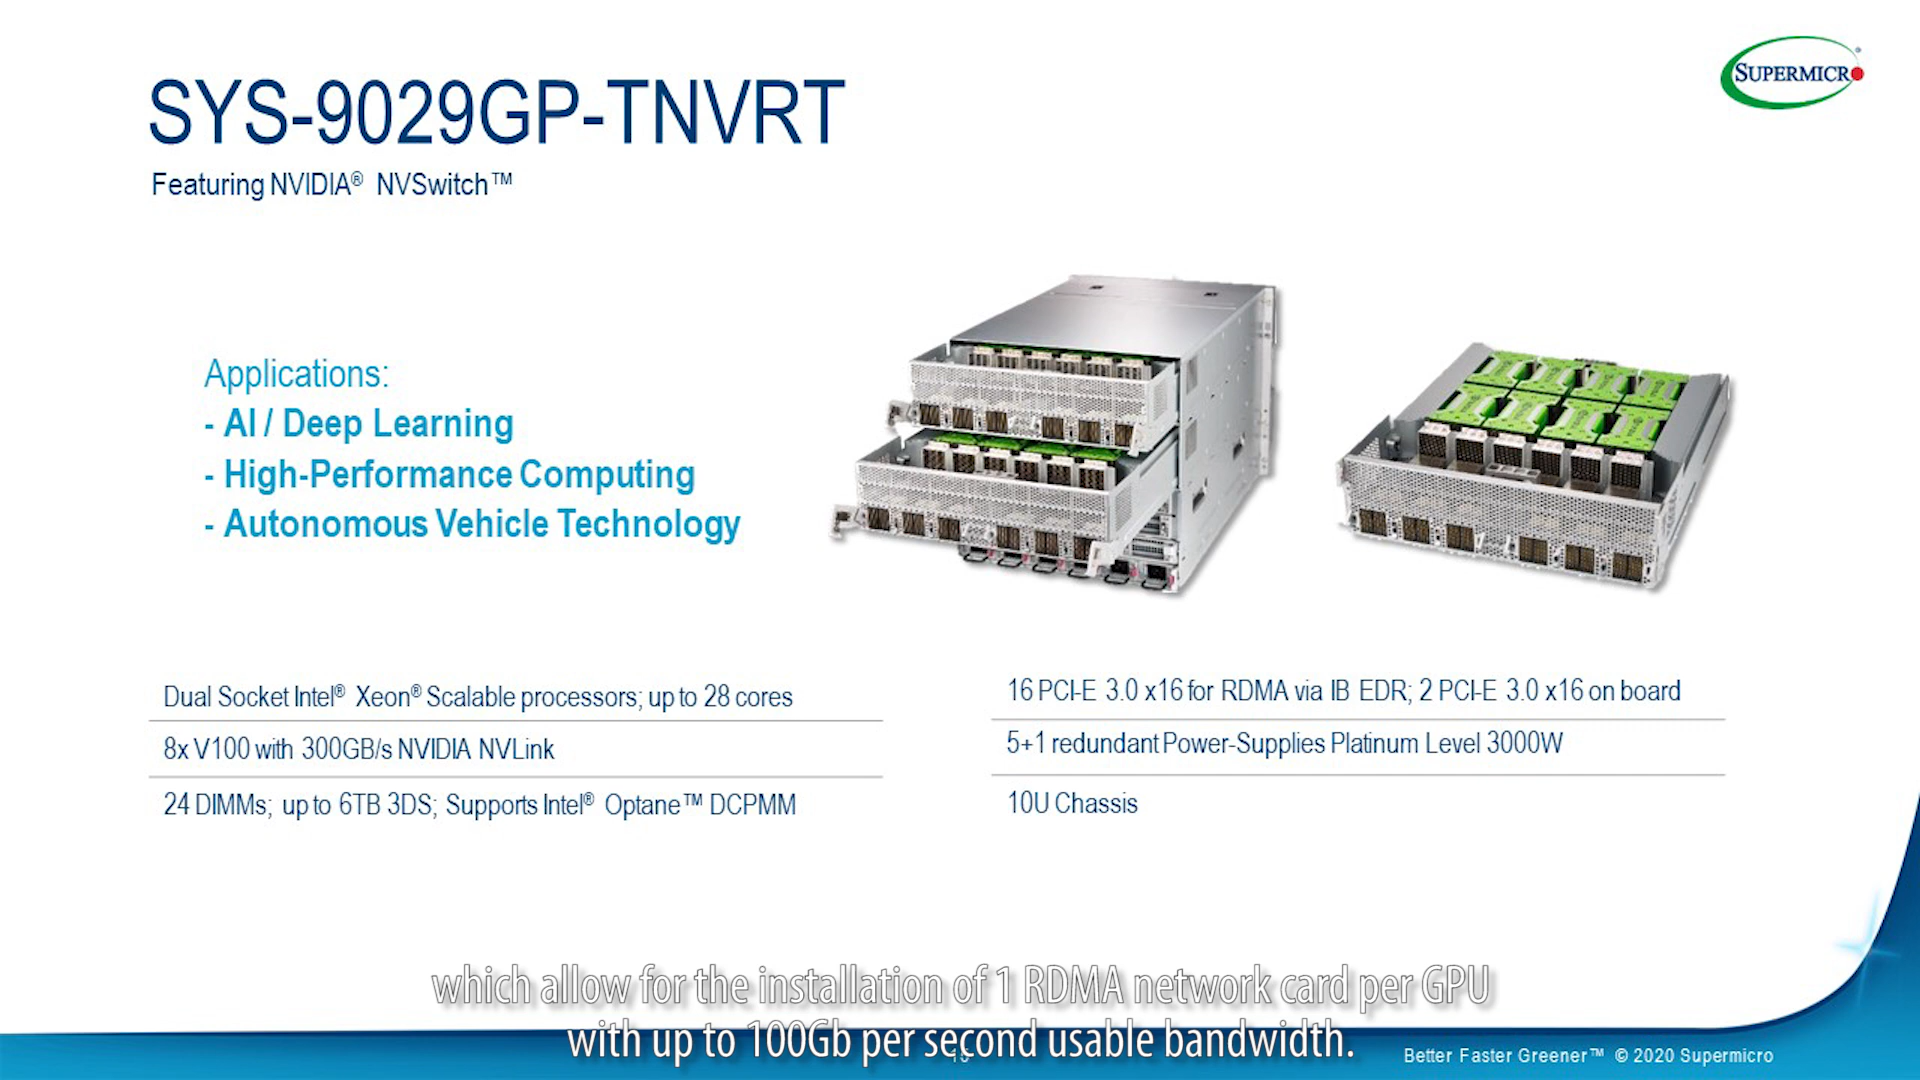 SUPERMICR
SYS-9029GP-TNVRT
Featuring NVIDIA® NVSwitch™
Applications:
- AI / Deep Learning
- High-Performance Computing
- Autonomous Vehicle Technology
Dual Socket Intel® Xeon® Scalable processors; up to 28 cores
8x V100 with 300GB/s NVIDIA NVLink
24 DIMMs; up to 6TB 3DS; Supports Intel® Optane™ DCPMM
16 PCI-E 3.0 x16 for RDMA via IB EDR; 2 PCI-E 3.0 x16 on board
5+1 redundant Power-Supplies Platinum Level 3000W
10U Chassis
which allow for the installation of 1 RDMA network card per GPU
with up to 100Gb per second usable bandwidth.
Better Faster Greener™ © 2020 Supermicro